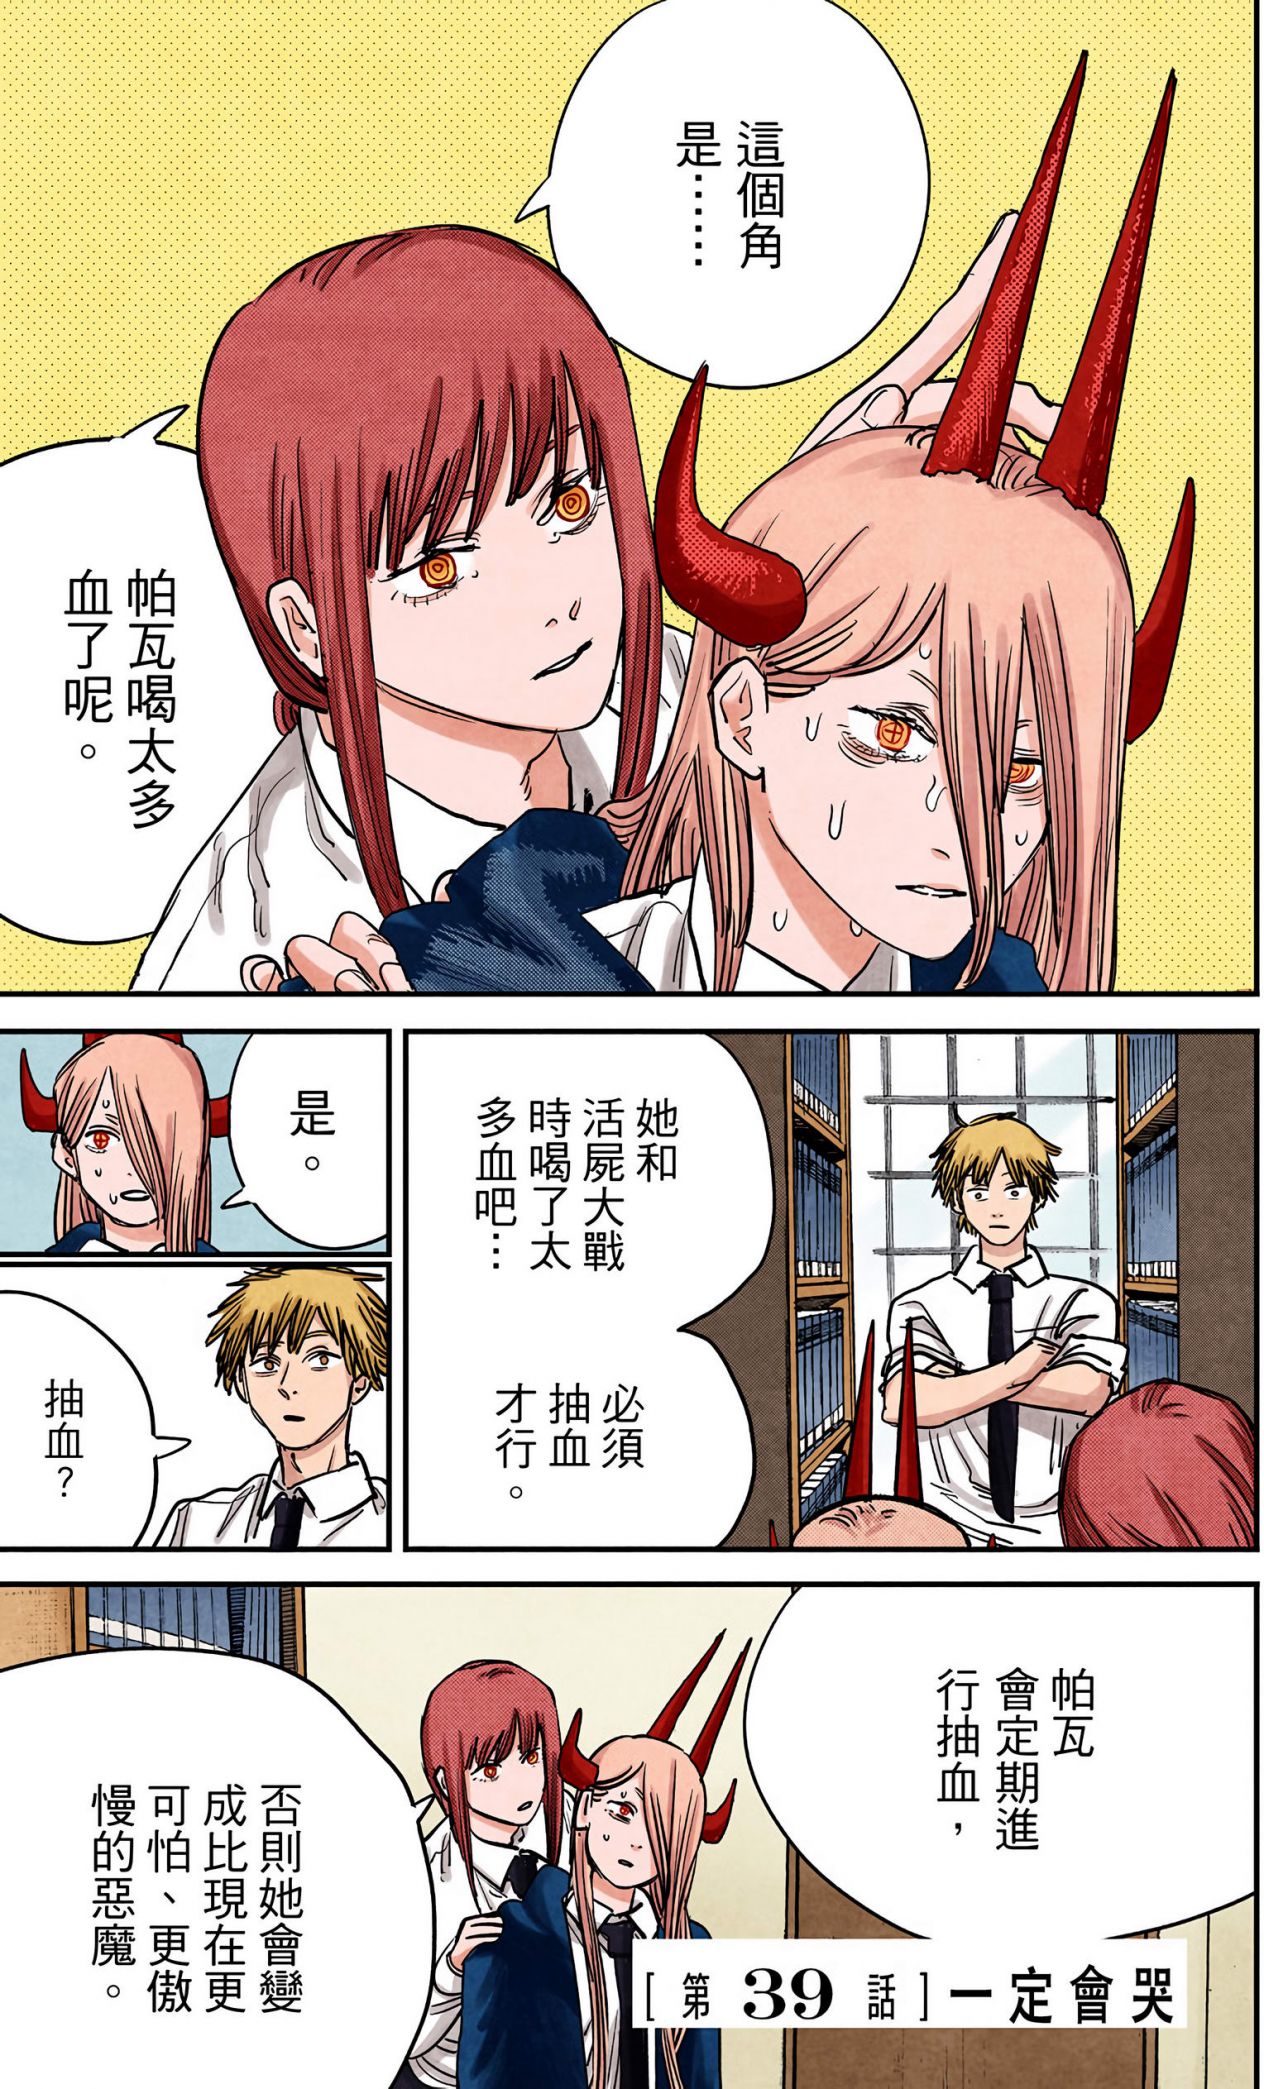 這個角
是……
帕瓦喝太多
血了呢。
她和
活屍大戰
時喝了太
多血吧…
必須
抽血
才行。
是。
抽血？
帕瓦
會定期進
行抽血，
否則她會變
成比現在更
可怕、更傲
慢的惡魔。
［第39話］一定會哭